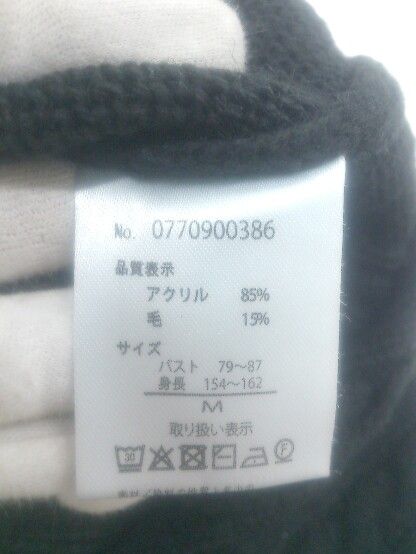 No. 0770900386
品質表示
アクリル 85%
毛 15%
サイズ
バスト 79～87
身長 154～162
M
取り扱い表示
30 F